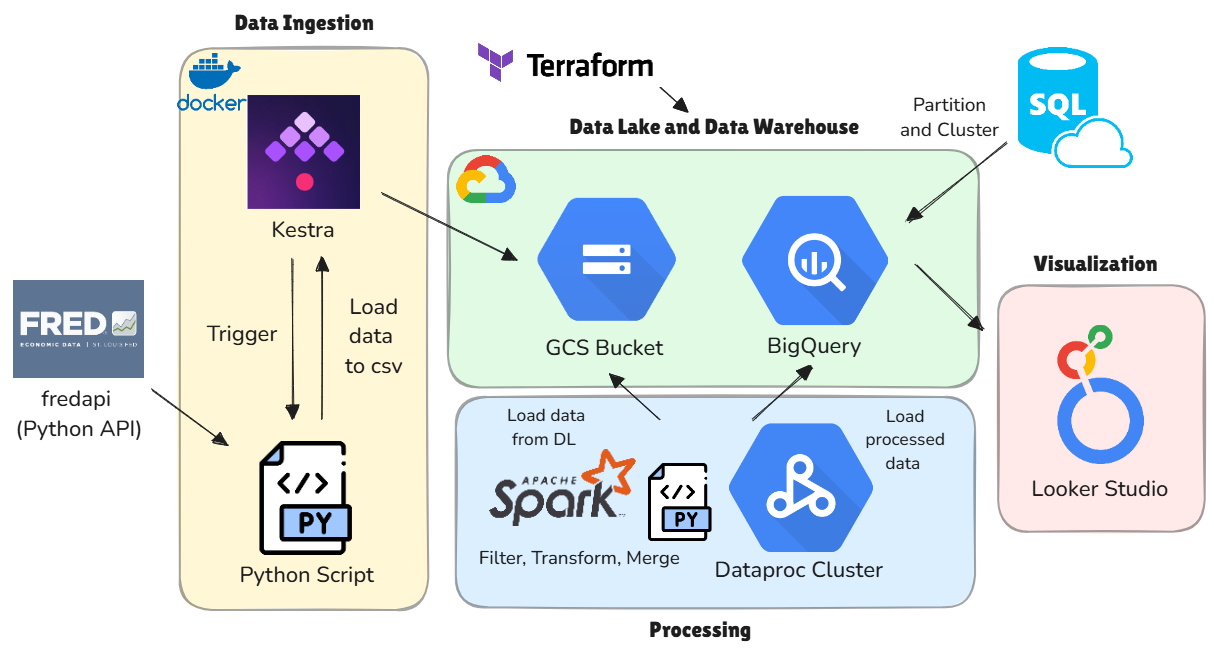 Data Ingestion
docker
Kestra
Trigger
Load
data
to csv
FRED
ECONOMIC DATA | ST. LOUIS FED
fredapi
(Python API)
</>
PY
Python Script
Terraform
Data Lake and Data Warehouse
Partition
and Cluster
SQL
GCS Bucket
BigQuery
Load data
from DL
Load
processed
data
APACHE
Spark
</>
PY
Filter, Transform, Merge
Dataproc Cluster
Processing
Visualization
Looker Studio